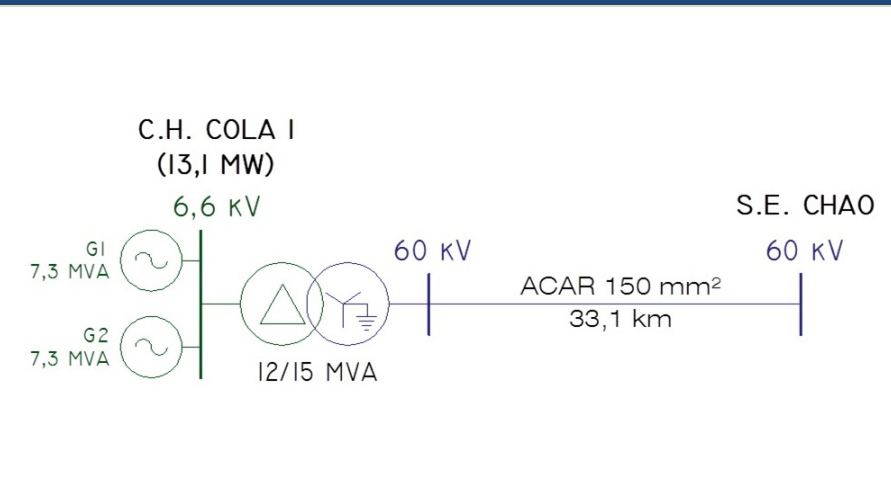 C.H. COLA I
(13,1 MW)
6,6 KV
G1
7,3 MVA
G2
7,3 MVA
12/15 MVA
60 KV
ACAR 150 mm²
33,1 km
S.E. CHAO
60 KV